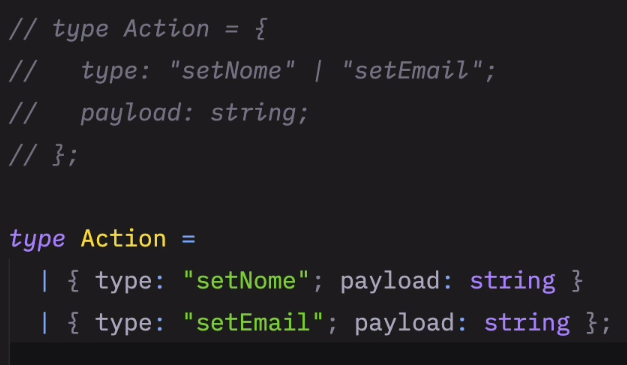 // type Action = {
//   type: "setNome" | "setEmail";
//   payload: string;
// };
type Action =
  | { type: "setNome"; payload: string }
  | { type: "setEmail"; payload: string };